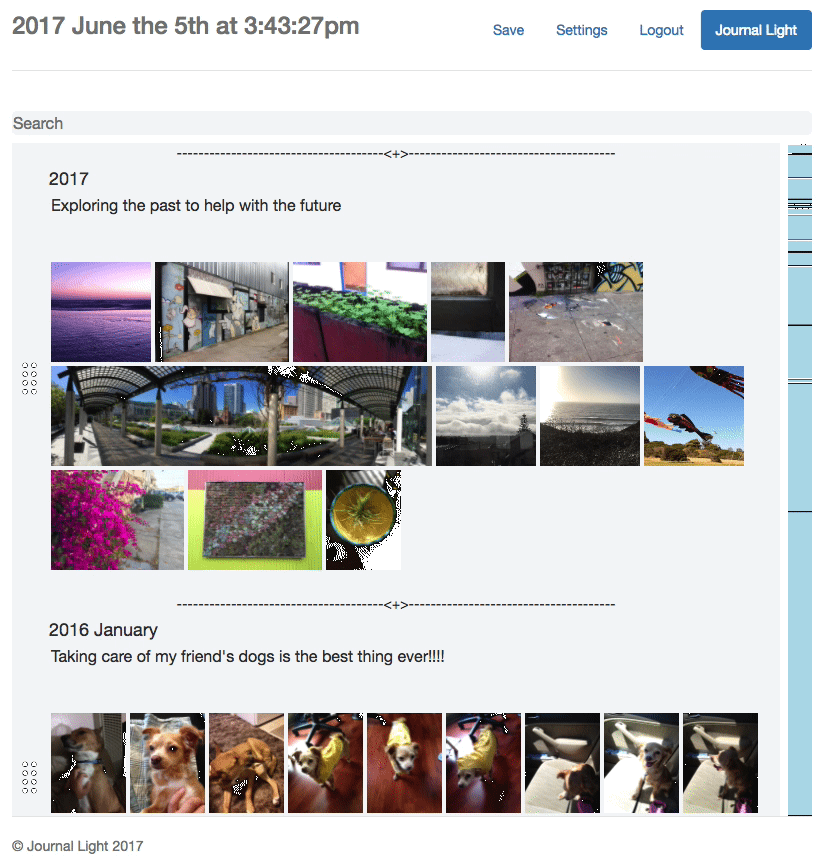 2017 June the 5th at 3:43:27pm
Save Settings Logout Journal Light
Search
--------------------------------------<+>--------------------------------------
2017
Exploring the past to help with the future
--------------------------------------<+>--------------------------------------
2016 January
Taking care of my friend's dogs is the best thing ever!!!!
© Journal Light 2017